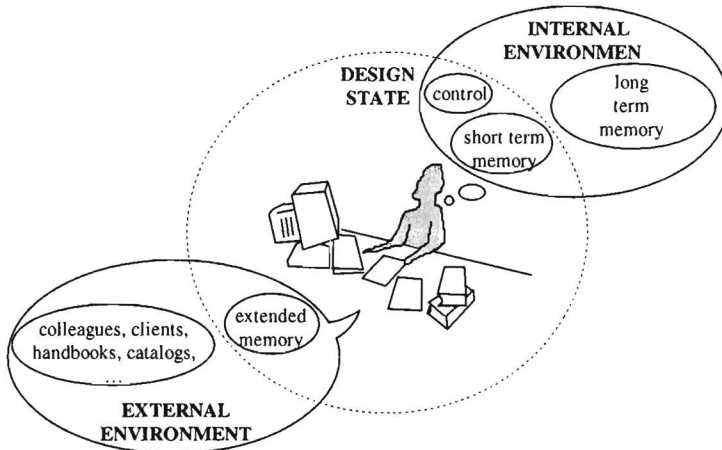 INTERNAL
ENVIRONMEN
DESIGN
STATE
control
long
term
memory
short term
memory
extended
memory
colleagues, clients,
handbooks, catalogs,
...
EXTERNAL
ENVIRONMENT